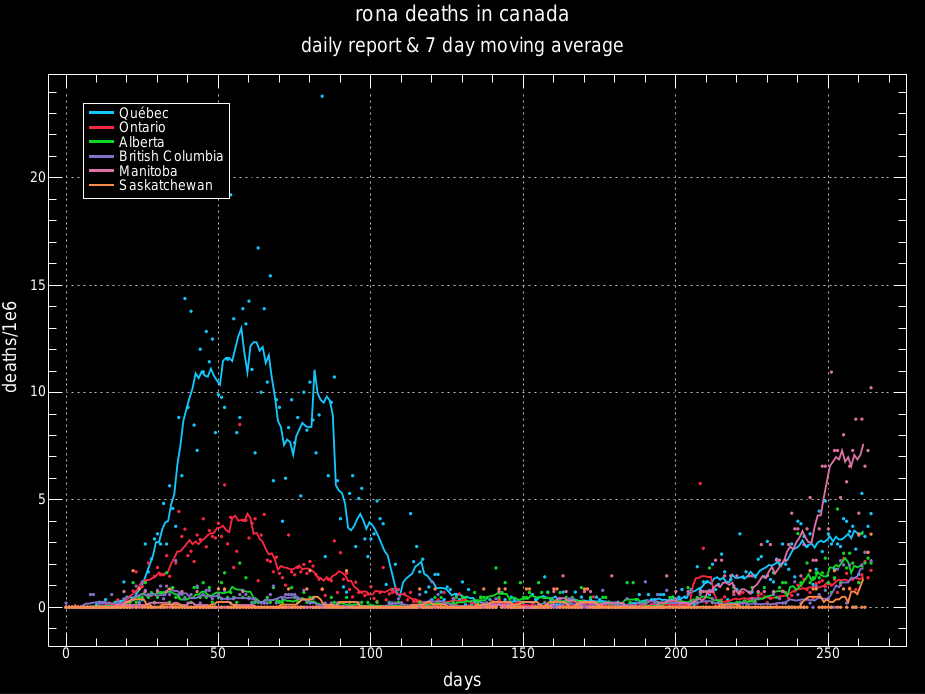 rona deaths in canada
daily report & 7 day moving average
Québec
Ontario
Alberta
British Columbia
Manitoba
Saskatchewan
deaths/1e6
20
15
10
5
0
0 50 100 150 200 250
days